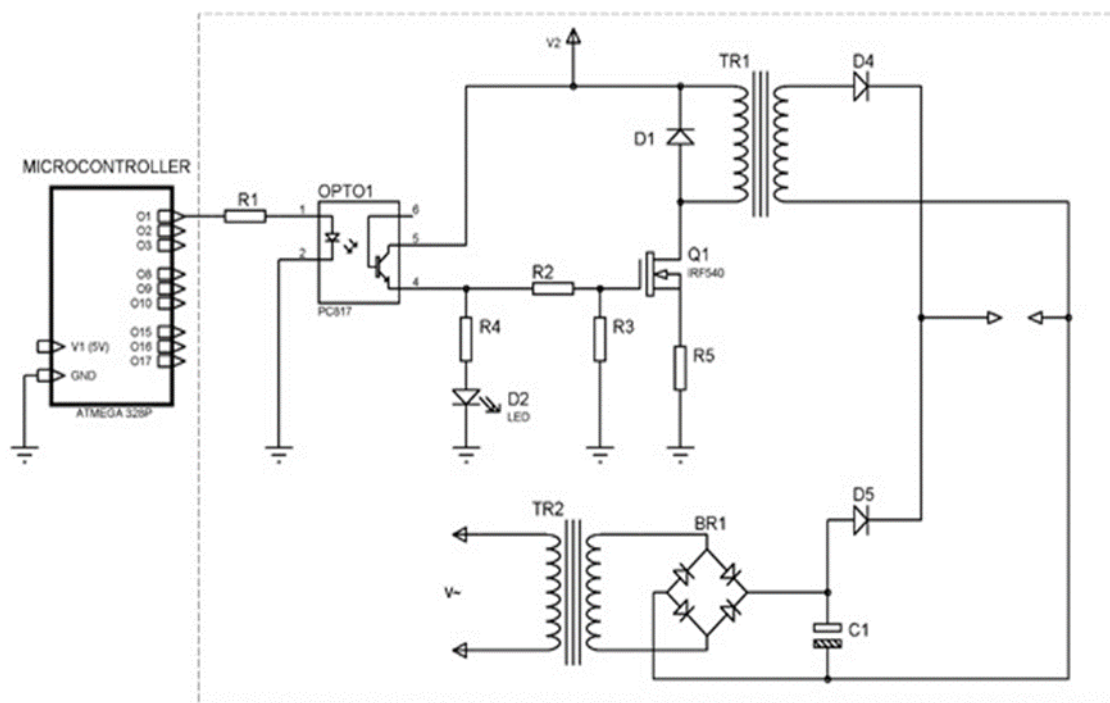 V2
TR1
D4
D1
MICROCONTROLLER
OPTO1
R1
O1
O2
O3
O8
O9
O10
O15
O16
O17
V1 (5V)
GND
ATMEGA 328P
1
2
6
5
4
PC817
R2
Q1
IRF540
R4
R3
R5
D2
LED
D5
TR2
BR1
V~
C1